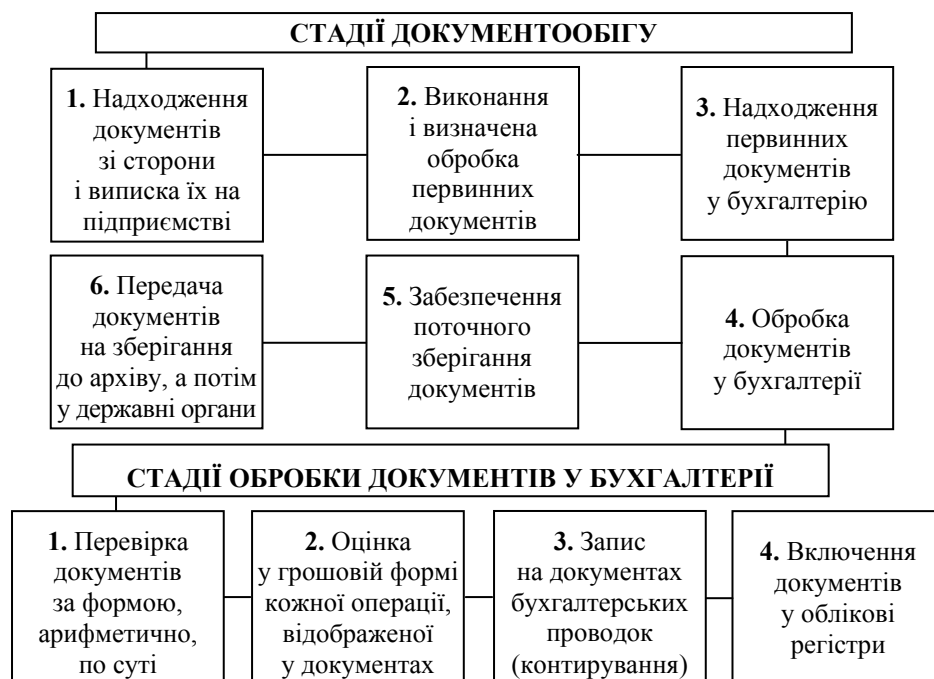 СТАДІЇ ДОКУМЕНТООБІГУ
1. Надходження
документів
зі сторони
і виписка їх на
підприємстві
2. Виконання
і визначена
обробка
первинних
документів
3. Надходження
первинних
документів
у бухгалтерію
6. Передача
документів
на зберігання
до архіву, а потім
у державні органи
5. Забезпечення
поточного
зберігання
документів
4. Обробка
документів
у бухгалтерії
СТАДІЇ ОБРОБКИ ДОКУМЕНТІВ У БУХГАЛТЕРІЇ
1. Перевірка
документів
за формою,
арифметично,
по суті
2. Оцінка
у грошовій формі
кожної операції,
відображеної
у документах
3. Запис
на документах
бухгалтерських
проводок
(контирування)
4. Включення
документів
у облікові
регістри